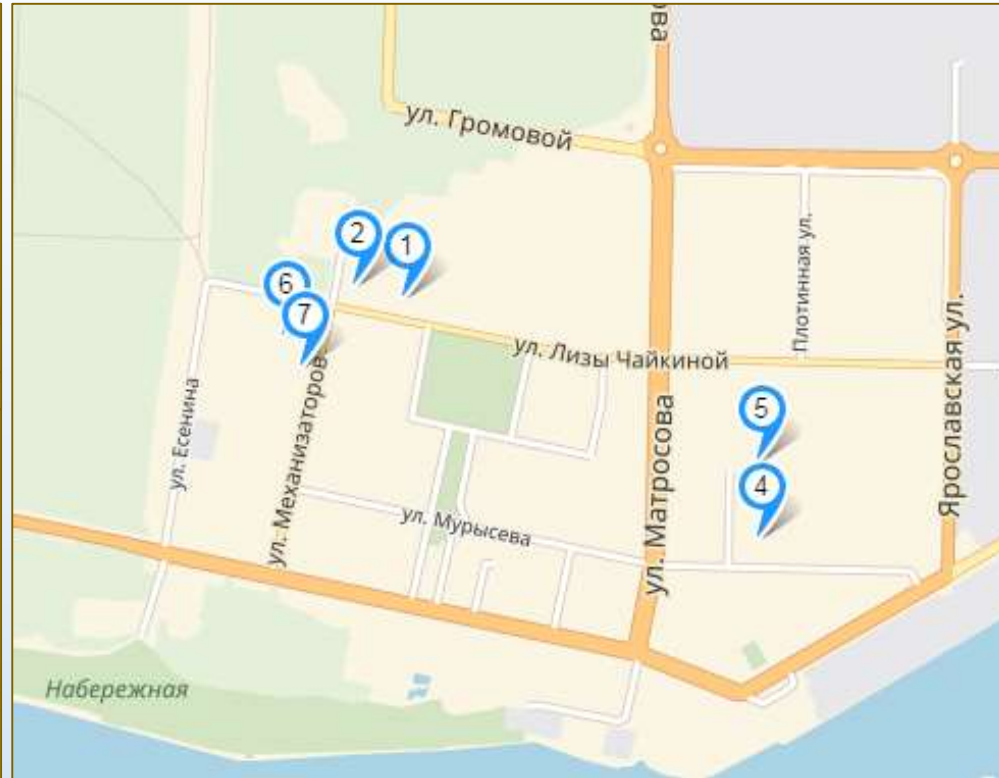 ова
ул. Громовой
2
1
6
7
Плотинная ул.
ул. Лизы Чайкиной
ул. Есенина
ул. Механизаторов
5
4
ул. Матросова
Ярославская ул.
ул. Мурысева
Набережная